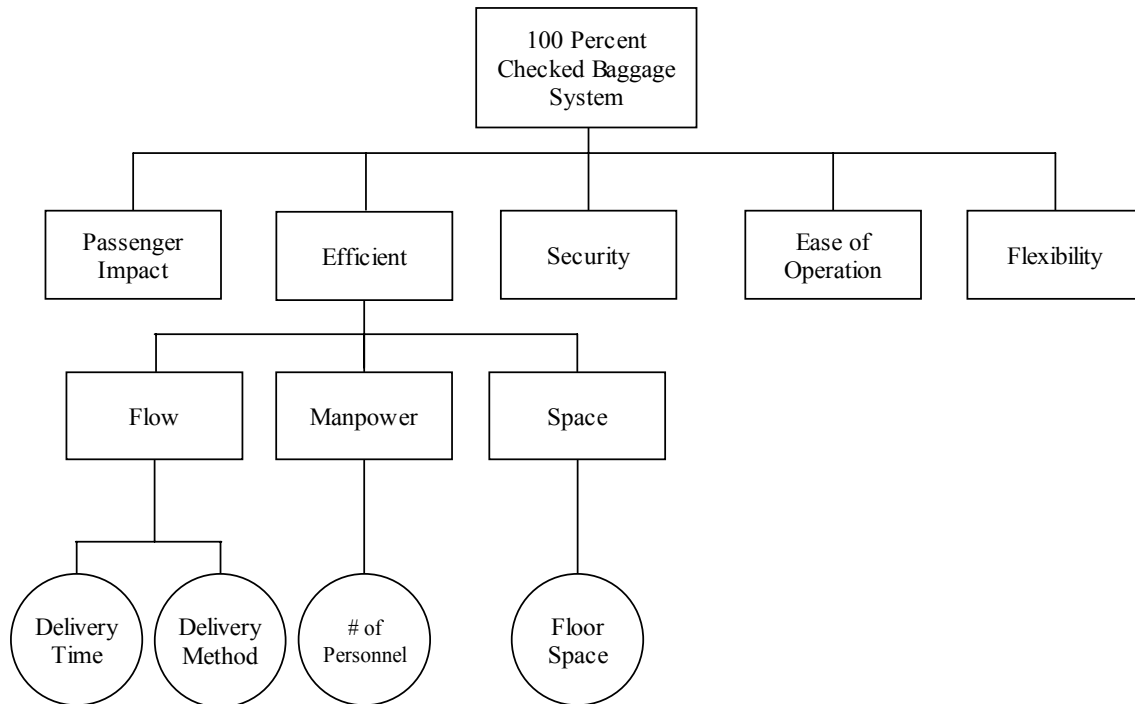 100 Percent
Checked Baggage
System
Passenger
Impact
Efficient
Security
Ease of
Operation
Flexibility
Flow
Manpower
Space
Delivery
Time
Delivery
Method
# of
Personnel
Floor
Space